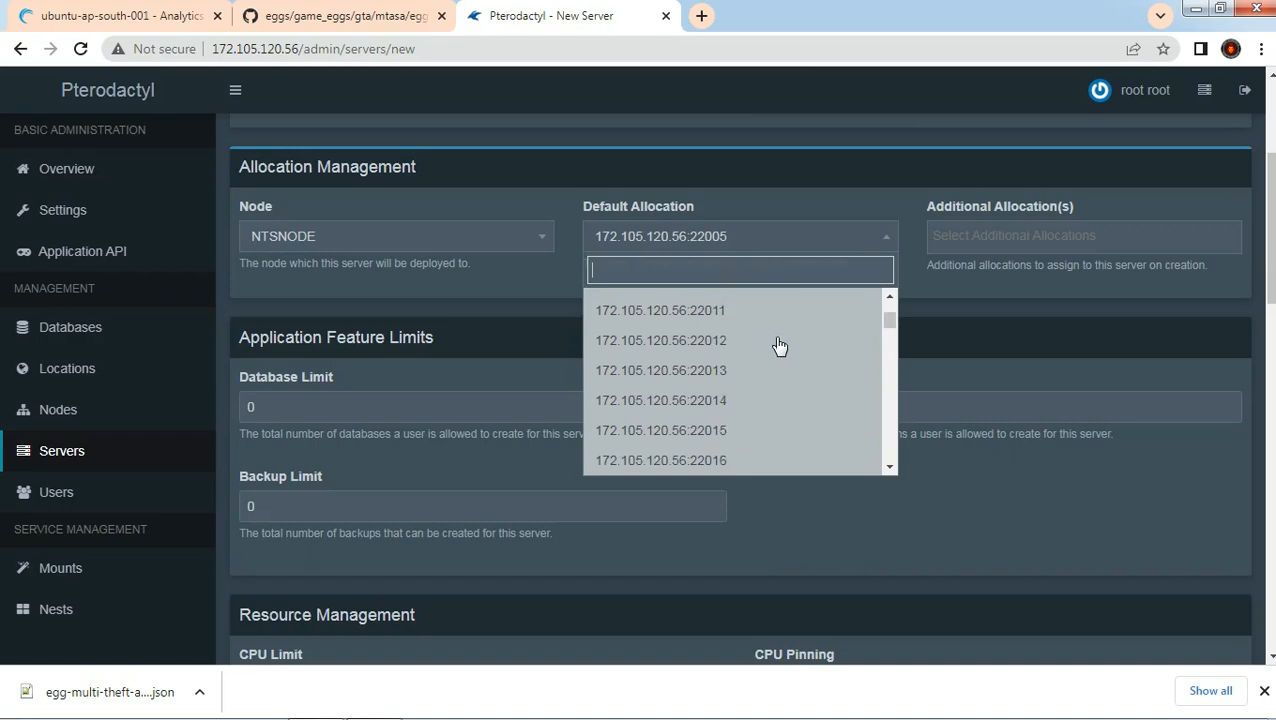 ubuntu-ap-south-001 - Analytics
eggs/game_eggs/gta/mtasa/egg
Pterodactyl - New Server
Not secure
172.105.120.56/admin/servers/new
Pterodactyl
root root
BASIC ADMINISTRATION
Overview
Settings
Application API
MANAGEMENT
Databases
Locations
Nodes
Servers
Users
SERVICE MANAGEMENT
Mounts
Nests
Allocation Management
Node
NTSNODE
The node which this server will be deployed to.
Default Allocation
172.105.120.56:22005
172.105.120.56:22011
172.105.120.56:22012
172.105.120.56:22013
172.105.120.56:22014
172.105.120.56:22015
172.105.120.56:22016
Additional Allocation(s)
Select Additional Allocations
Additional allocations to assign to this server on creation.
Application Feature Limits
Database Limit
0
The total number of databases a user is allowed to create for this serv
ns a user is allowed to create for this server.
Backup Limit
0
The total number of backups that can be created for this server.
Resource Management
CPU Limit
CPU Pinning
egg-multi-theft-a....json
Show all